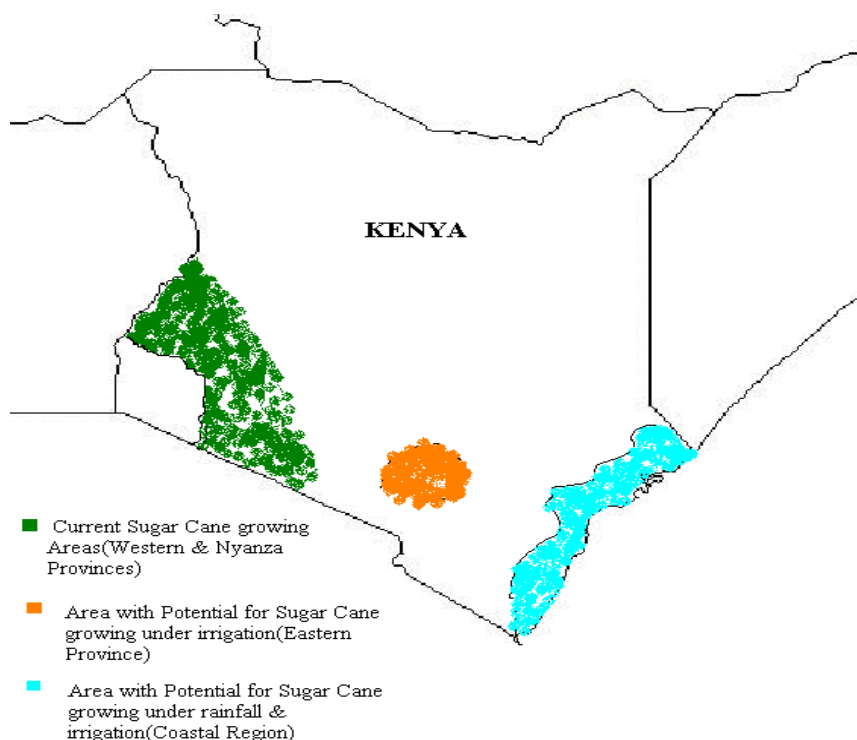 KENYA
Current Sugar Cane growing
Areas(Western & Nyanza
Provinces)
Area with Potential for Sugar Cane
growing under irrigation(Eastern
Province)
Area with Potential for Sugar Cane
growing under rainfall &
irrigation(Coastal Region)